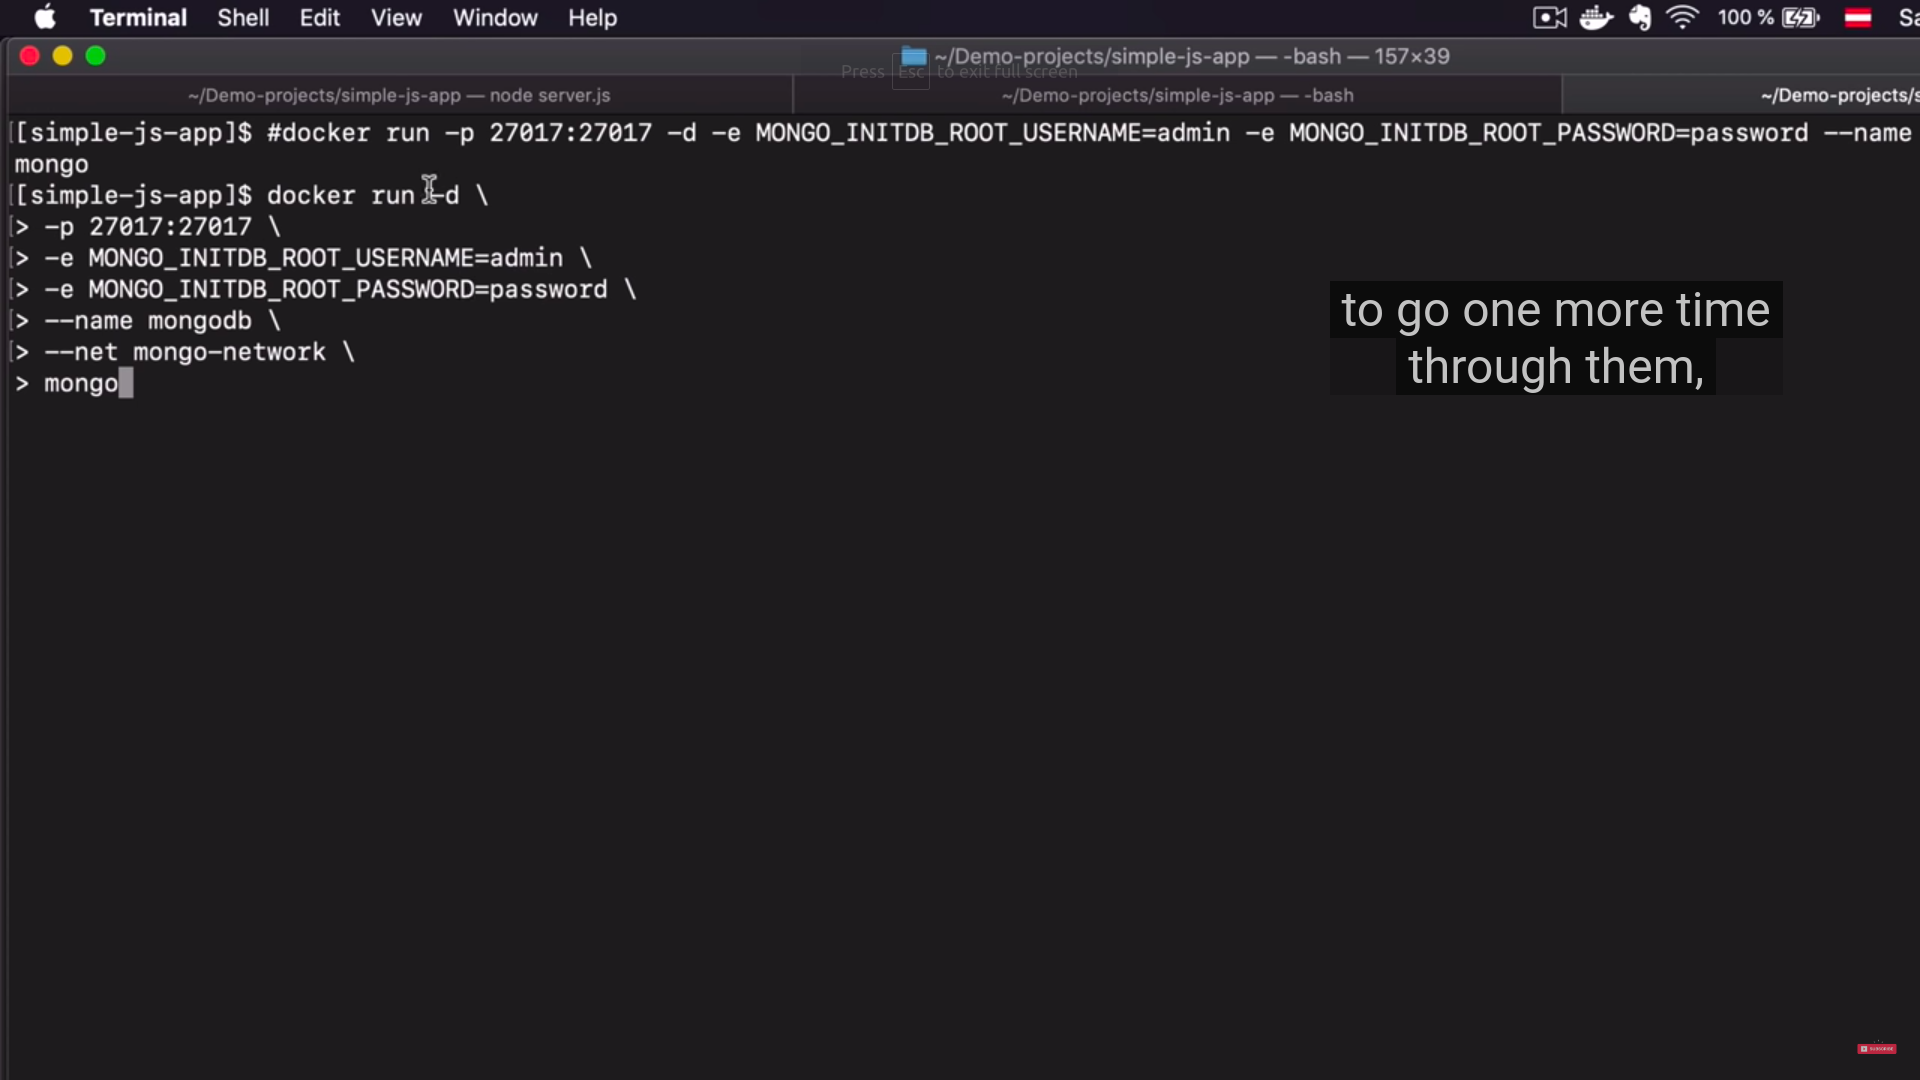 Terminal Shell Edit View Window Help 100 % Sa
~/Demo-projects/simple-js-app — -bash — 157×39
Press Esc to exit full screen
~/Demo-projects/simple-js-app — node server.js ~/Demo-projects/simple-js-app — -bash ~/Demo-projects/s
[[simple-js-app]$ #docker run -p 27017:27017 -d -e MONGO_INITDB_ROOT_USERNAME=admin -e MONGO_INITDB_ROOT_PASSWORD=password --name
mongo
[[simple-js-app]$ docker run -d \
[> -p 27017:27017 \
[> -e MONGO_INITDB_ROOT_USERNAME=admin \
[> -e MONGO_INITDB_ROOT_PASSWORD=password \
[> --name mongodb \
[> --net mongo-network \
> mongo
to go one more time
through them,
SUBSCRIBE